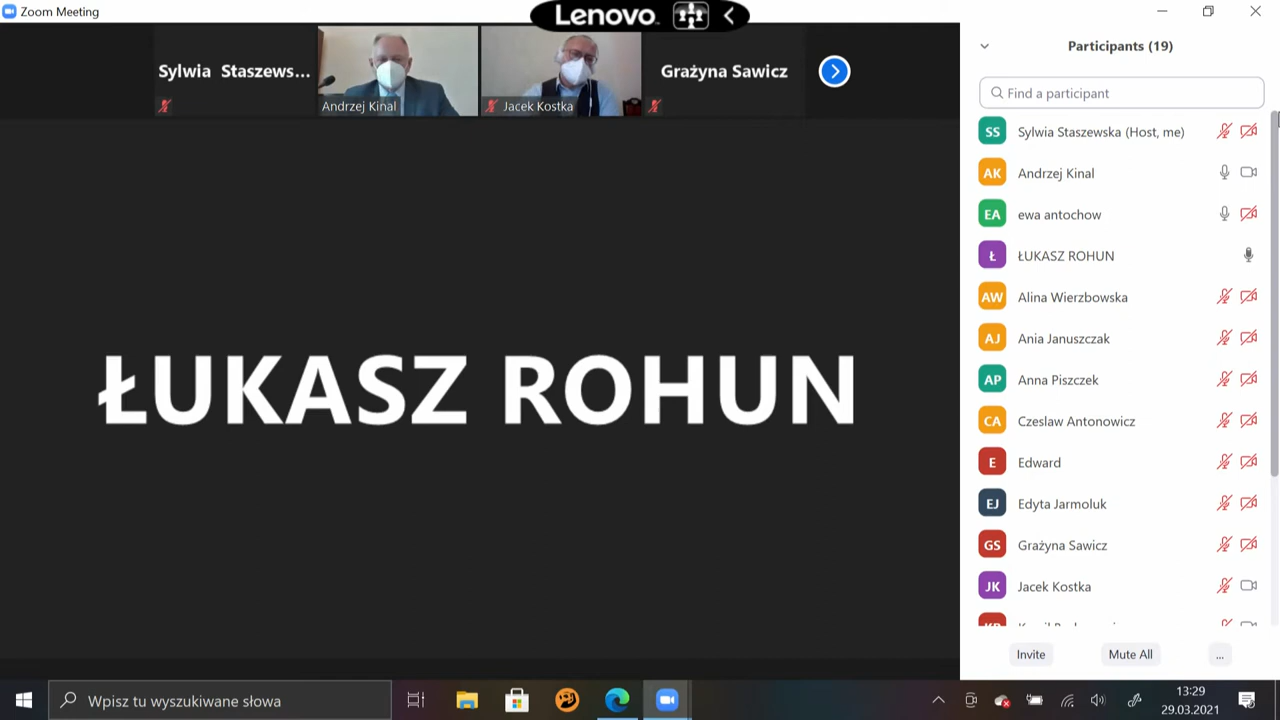 Zoom Meeting
Lenovo
Sylwia Staszews...
Andrzej Kinal
Jacek Kostka
Grażyna Sawicz
ŁUKASZ ROHUN
Participants (19)
Find a participant
SS Sylwia Staszewska (Host, me)
AK Andrzej Kinal
EA ewa antochow
Ł ŁUKASZ ROHUN
AW Alina Wierzbowska
AJ Ania Januszczak
AP Anna Piszczek
CA Czeslaw Antonowicz
E Edward
EJ Edyta Jarmoluk
GS Grażyna Sawicz
JK Jacek Kostka
Invite
Mute All
...
Wpisz tu wyszukiwane słowa
13:29
29.03.2021